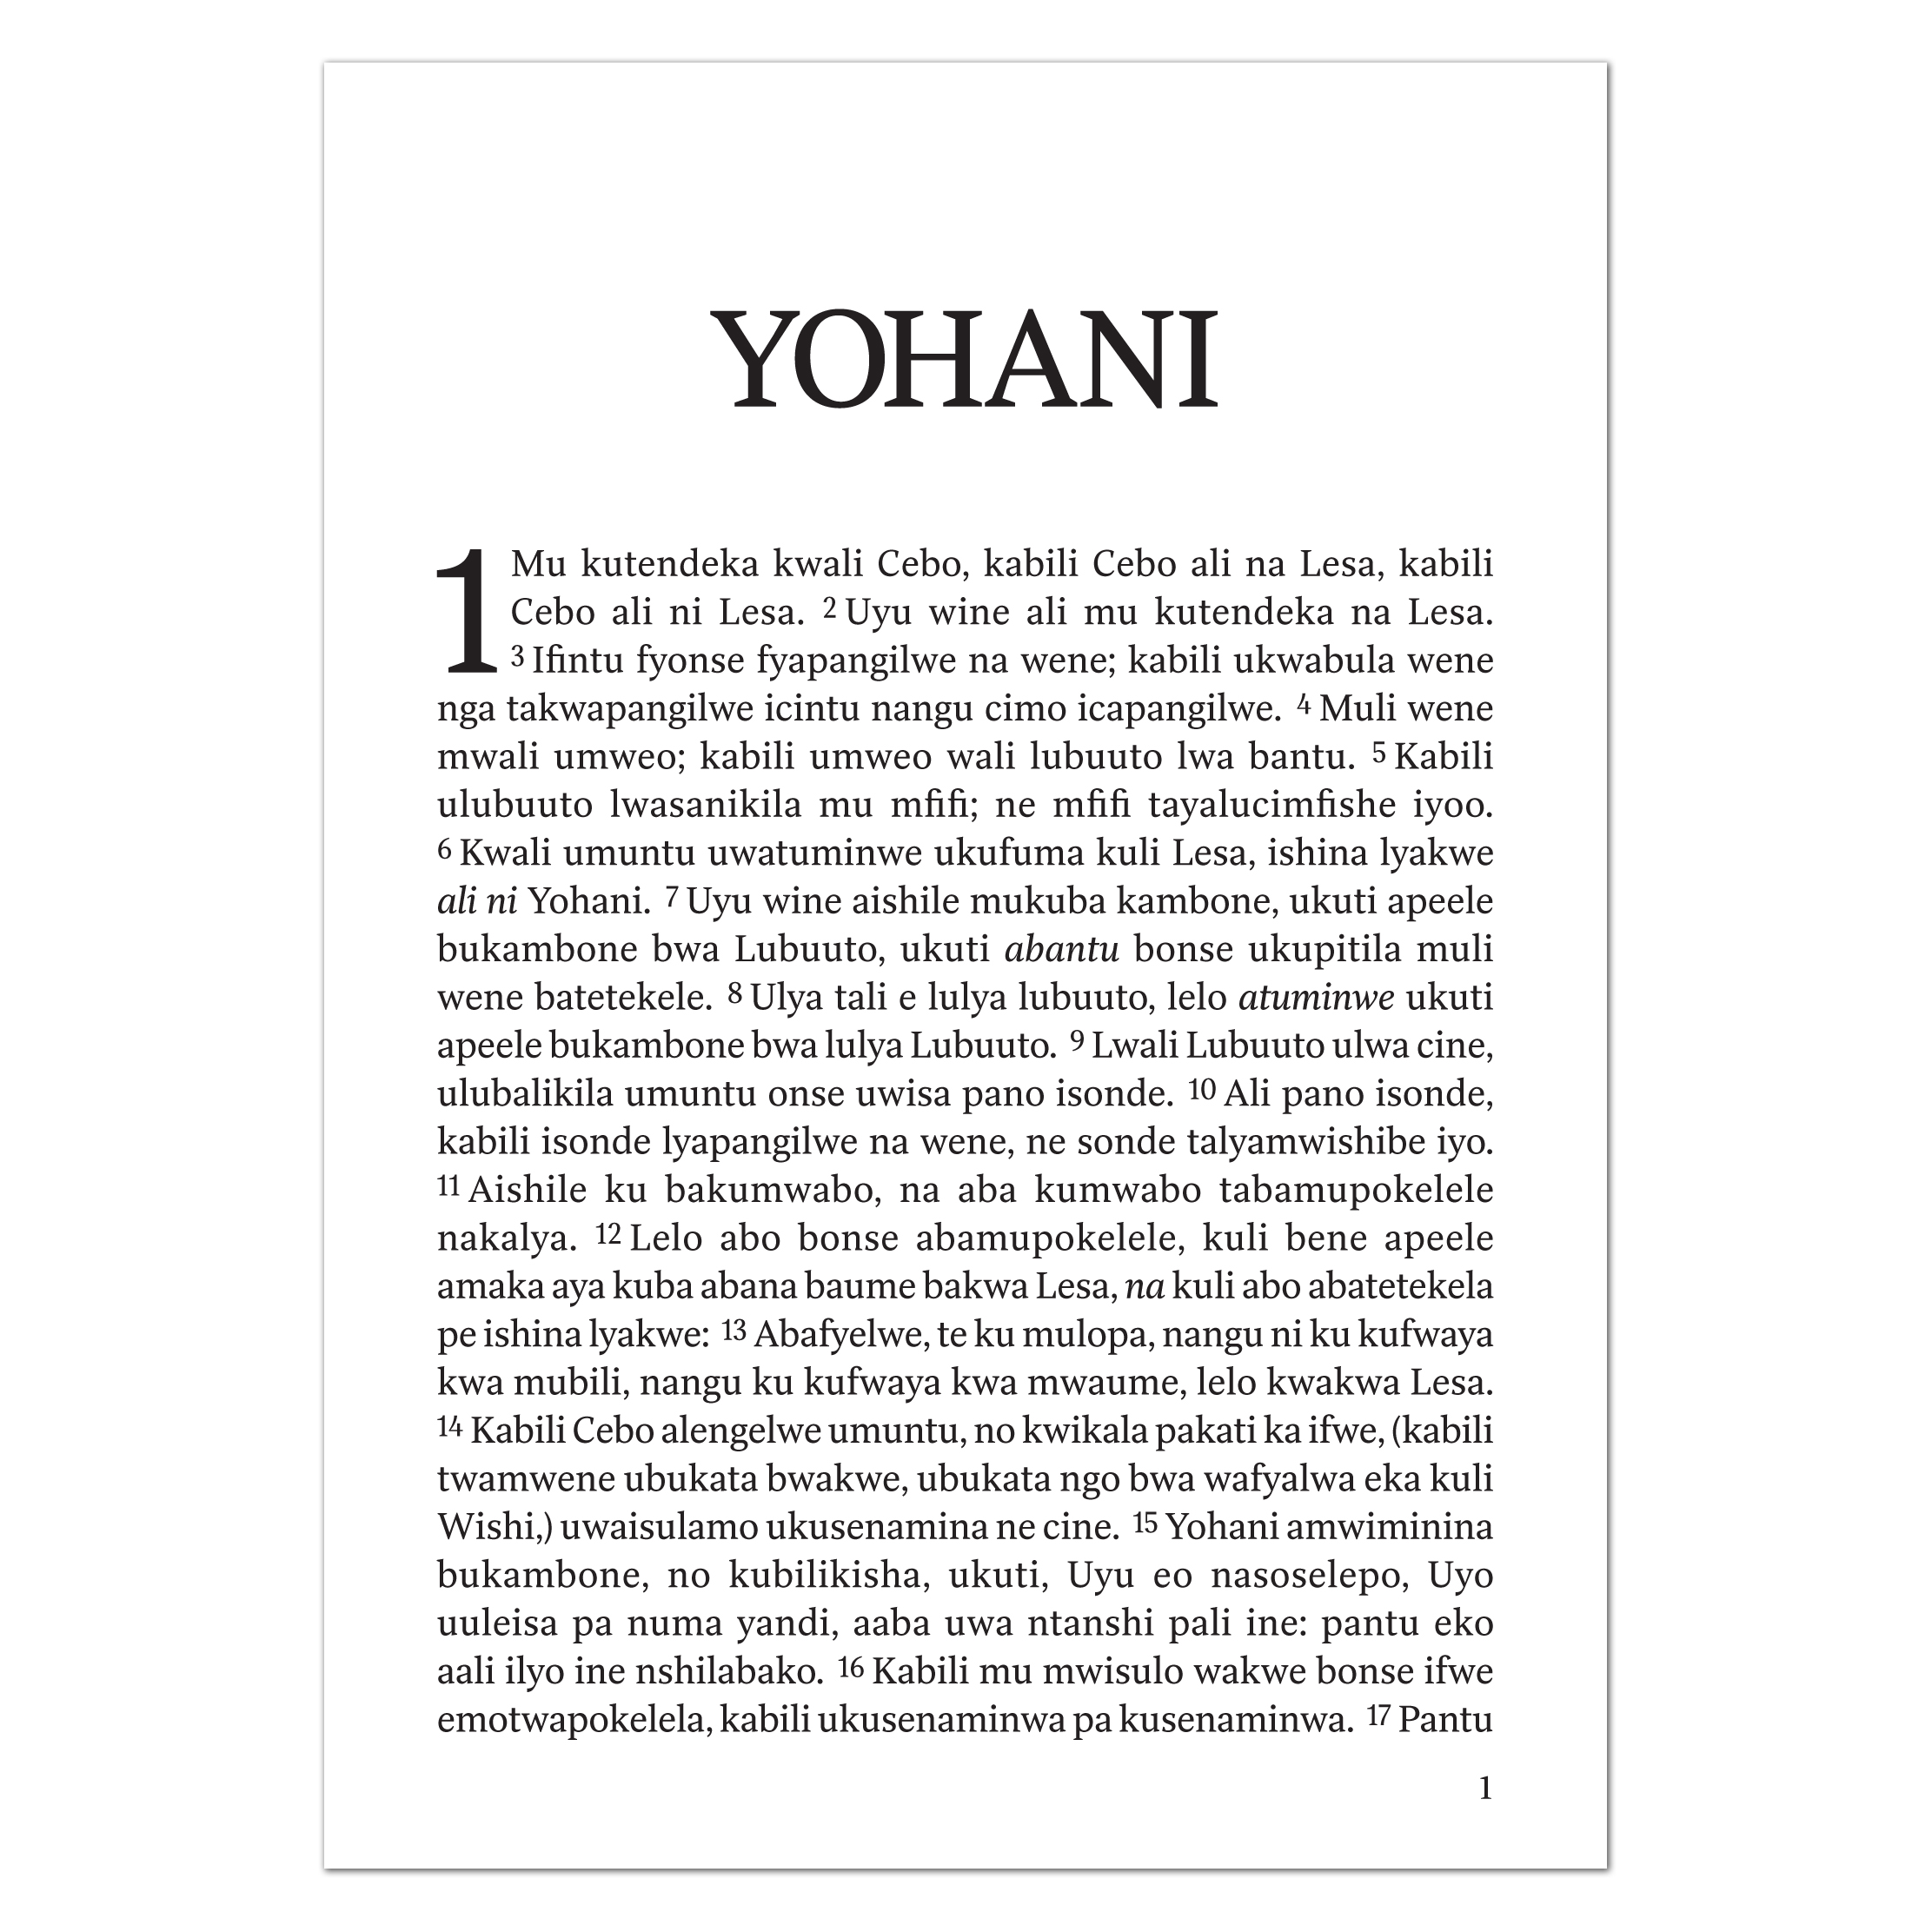 YOHANI
1 Mu kutendeka kwali Cebo, kabili Cebo ali na Lesa, kabili
Cebo ali ni Lesa. 2 Uyu wine ali mu kutendeka na Lesa.
3 Ifintu fyonse fyapangilwe na wene; kabili ukwabula wene
nga takwapangilwe icintu nangu cimo icapangilwe. 4 Muli wene
mwali umweo; kabili umweo wali lubuuto lwa bantu. 5 Kabili
ulubuuto lwasanikila mu mfifi; ne mfifi tayalucimfishe iyoo.
6 Kwali umuntu uwatuminwe ukufuma kuli Lesa, ishina lyakwe
ali ni Yohani. 7 Uyu wine aishile mukuba kambone, ukuti apeele
bukambone bwa Lubuuto, ukuti abantu bonse ukupitila muli
wene batetekele. 8 Ulya tali e lulya lubuuto, lelo atuminwe ukuti
apeele bukambone bwa lulya Lubuuto. 9 Lwali Lubuuto ulwa cine,
ulubalikila umuntu onse uwisa pano isonde. 10 Ali pano isonde,
kabili isonde lyapangilwe na wene, ne sonde talyamwishibe iyo.
11 Aishile ku bakumwabo, na aba kumwabo tabamupokelele
nakalya. 12 Lelo abo bonse abamupokelele, kuli bene apeele
amaka aya kuba abana baume bakwa Lesa, na kuli abo abatetekela
pe ishina lyakwe: 13 Abafyelwe, te ku mulopa, nangu ni ku kufwaya
kwa mubili, nangu ku kufwaya kwa mwaume, lelo kwakwa Lesa.
14 Kabili Cebo alengelwe umuntu, no kwikala pakati ka ifwe, (kabili
twamwene ubukata bwakwe, ubukata ngo bwa wafyalwa eka kuli
Wishi,) uwaisulamo ukusenamina ne cine. 15 Yohani amwiminina
bukambone, no kubilikisha, ukuti, Uyu eo nasoselepo, Uyo
uuleisa pa numa yandi, aaba uwa ntanshi pali ine: pantu eko
aali ilyo ine nshilabako. 16 Kabili mu mwisulo wakwe bonse ifwe
emotwapokelela, kabili ukusenaminwa pa kusenaminwa. 17 Pantu
1